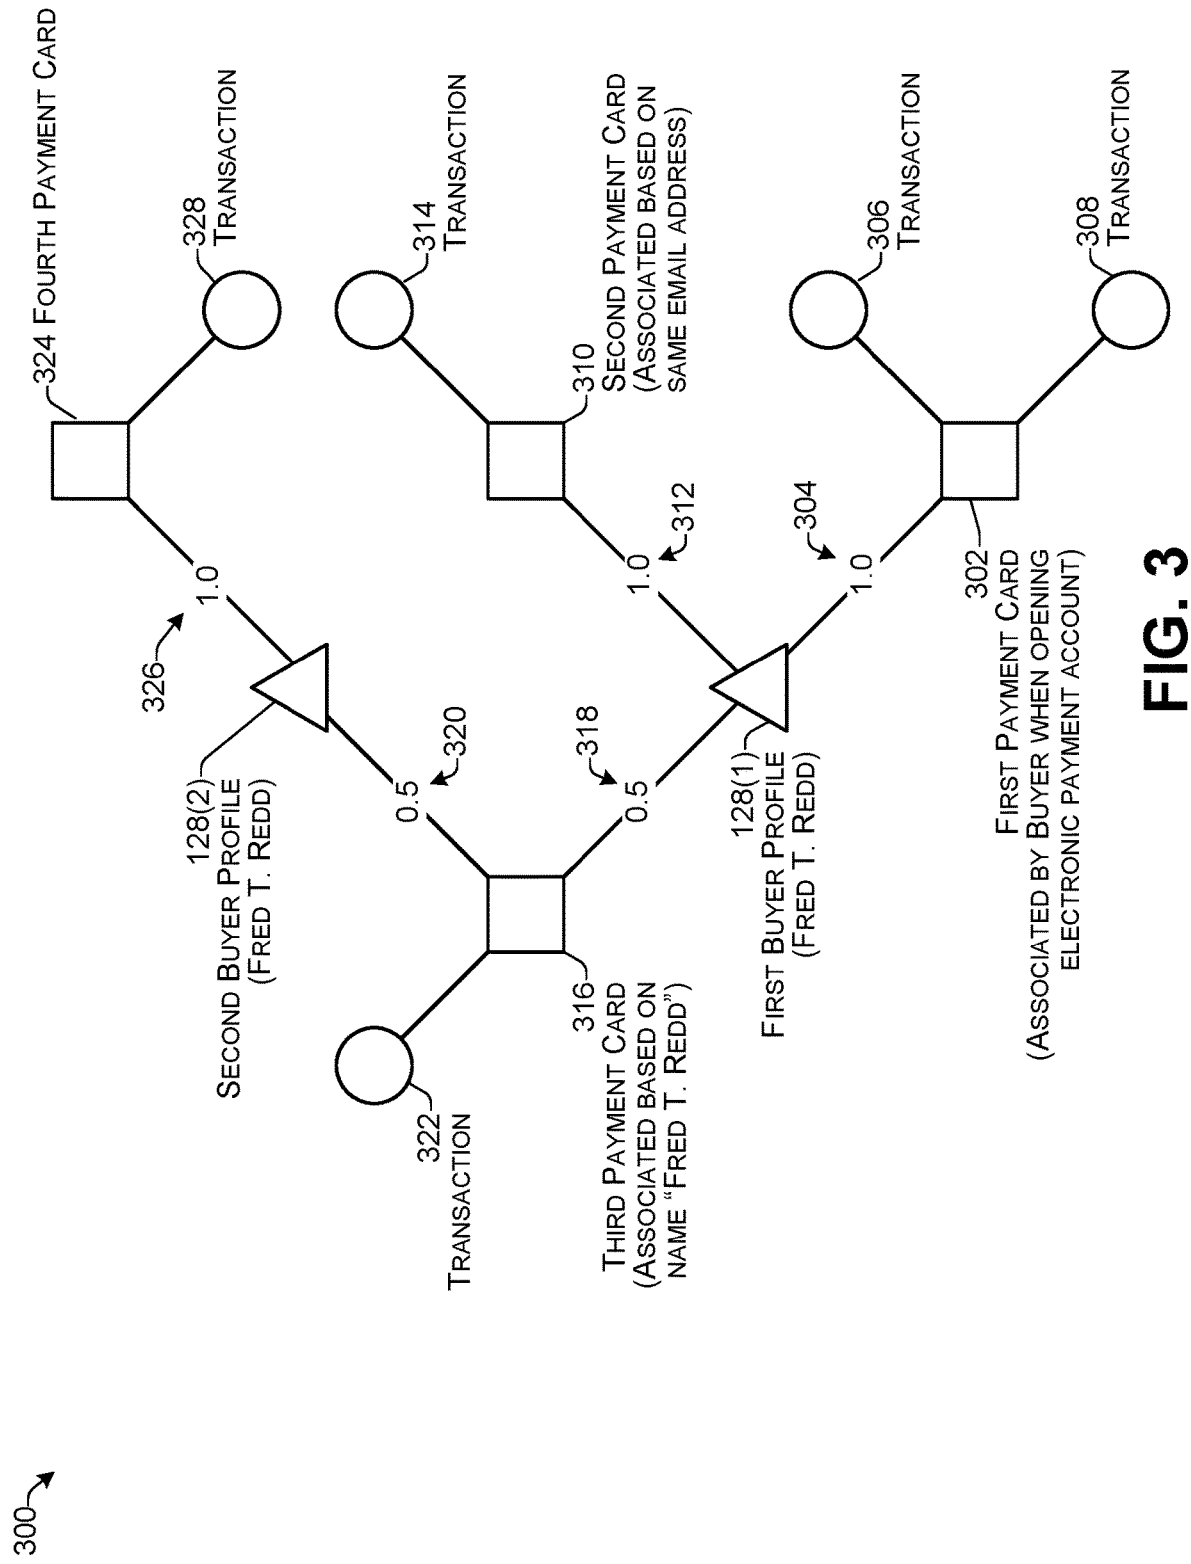 300
324 FOURTH PAYMENT CARD
326
1.0
328
TRANSACTION
128(2)
SECOND BUYER PROFILE
(FRED T. REDD)
0.5
320
314
TRANSACTION
322
TRANSACTION
316
THIRD PAYMENT CARD
(ASSOCIATED BASED ON
NAME “FRED T. REDD”)
318
0.5
310
SECOND PAYMENT CARD
(ASSOCIATED BASED ON
SAME EMAIL ADDRESS)
1.0
312
128(1)
FIRST BUYER PROFILE
(FRED T. REDD)
304
1.0
306
TRANSACTION
302
FIRST PAYMENT CARD
(ASSOCIATED BY BUYER WHEN OPENING
ELECTRONIC PAYMENT ACCOUNT)
308
TRANSACTION
FIG. 3